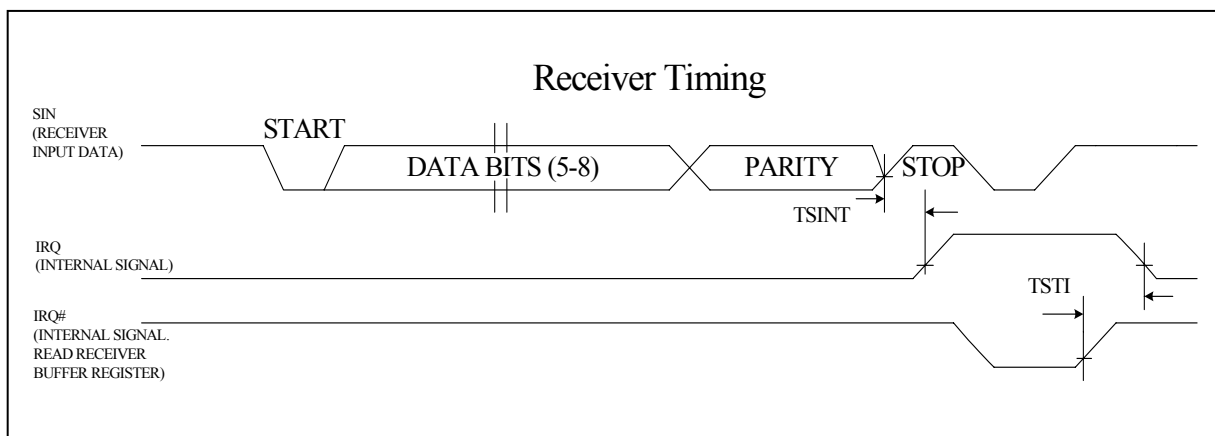 Receiver Timing
SIN
(RECEIVER
INPUT DATA)
START
DATA BITS (5-8)
PARITY
STOP
TSINT
IRQ
(INTERNAL SIGNAL)
TSTI
IRQ#
(INTERNAL SIGNAL.
READ RECEIVER
BUFFER REGISTER)